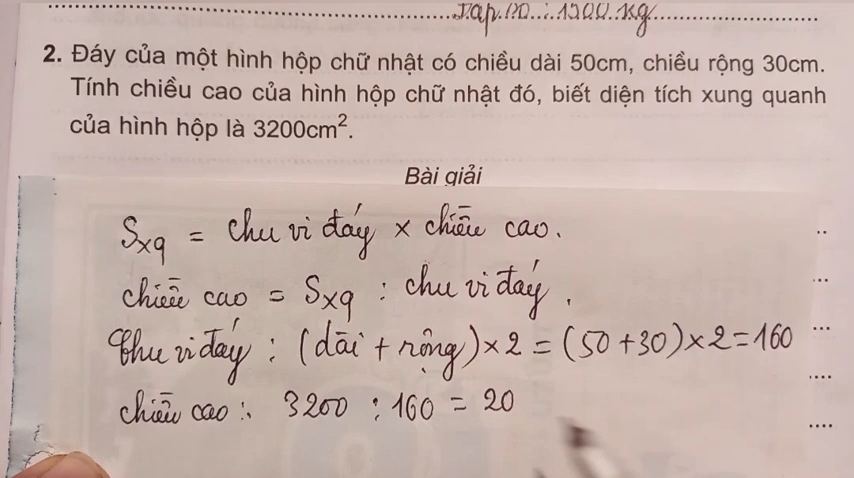 1900 kg
2. Đáy của một hình hộp chữ nhật có chiều dài 50cm, chiều rộng 30cm.
Tính chiều cao của hình hộp chữ nhật đó, biết diện tích xung quanh
của hình hộp là 3200cm².
Bài giải
Sxq = chu vi đáy × chiều cao.
chiều cao = Sxq : chu vi đáy.
Chu vi đáy : (dài + rộng) × 2 = (50 + 30) × 2 = 160
chiều cao : 3200 : 160 = 20